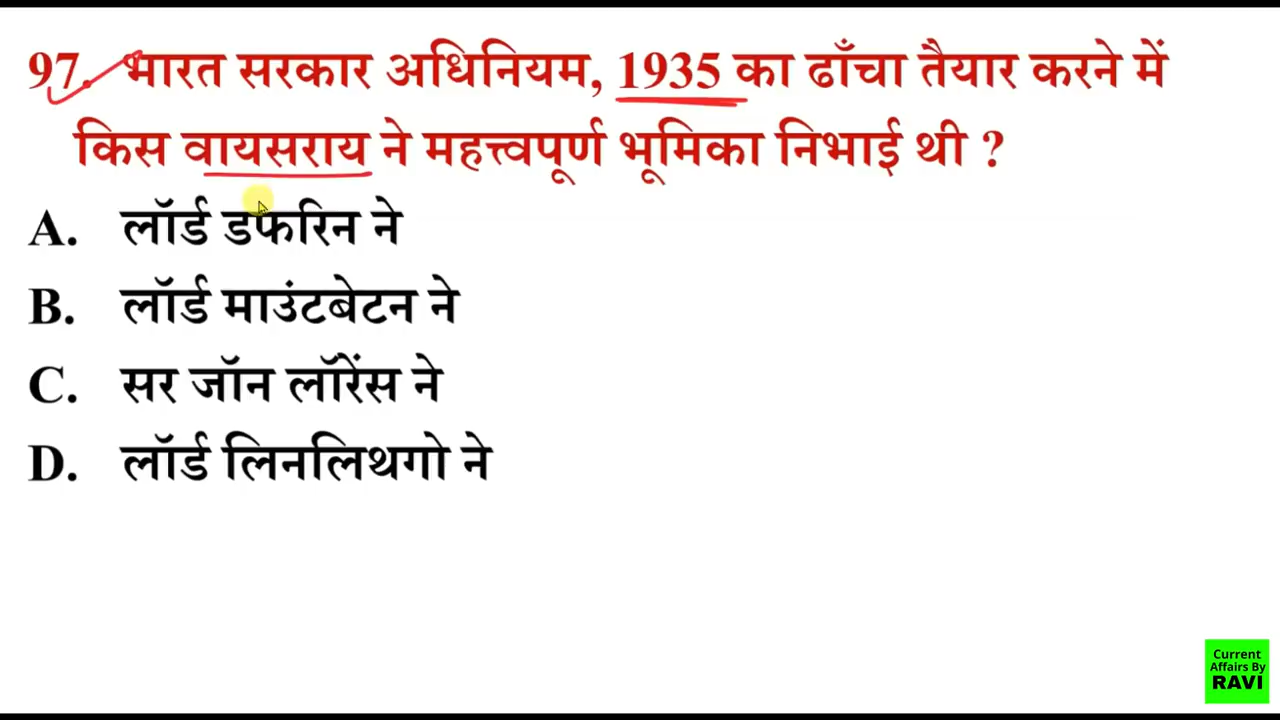 97. भारत सरकार अधिनियम, 1935 का ढाँचा तैयार करने में
किस वायसराय ने महत्त्वपूर्ण भूमिका निभाई थी ?
A. लॉर्ड डफरिन ने
B. लॉर्ड माउंटबेटन ने
C. सर जॉन लॉरेंस ने
D. लॉर्ड लिनलिथगो ने
Current
Affairs By
RAVI